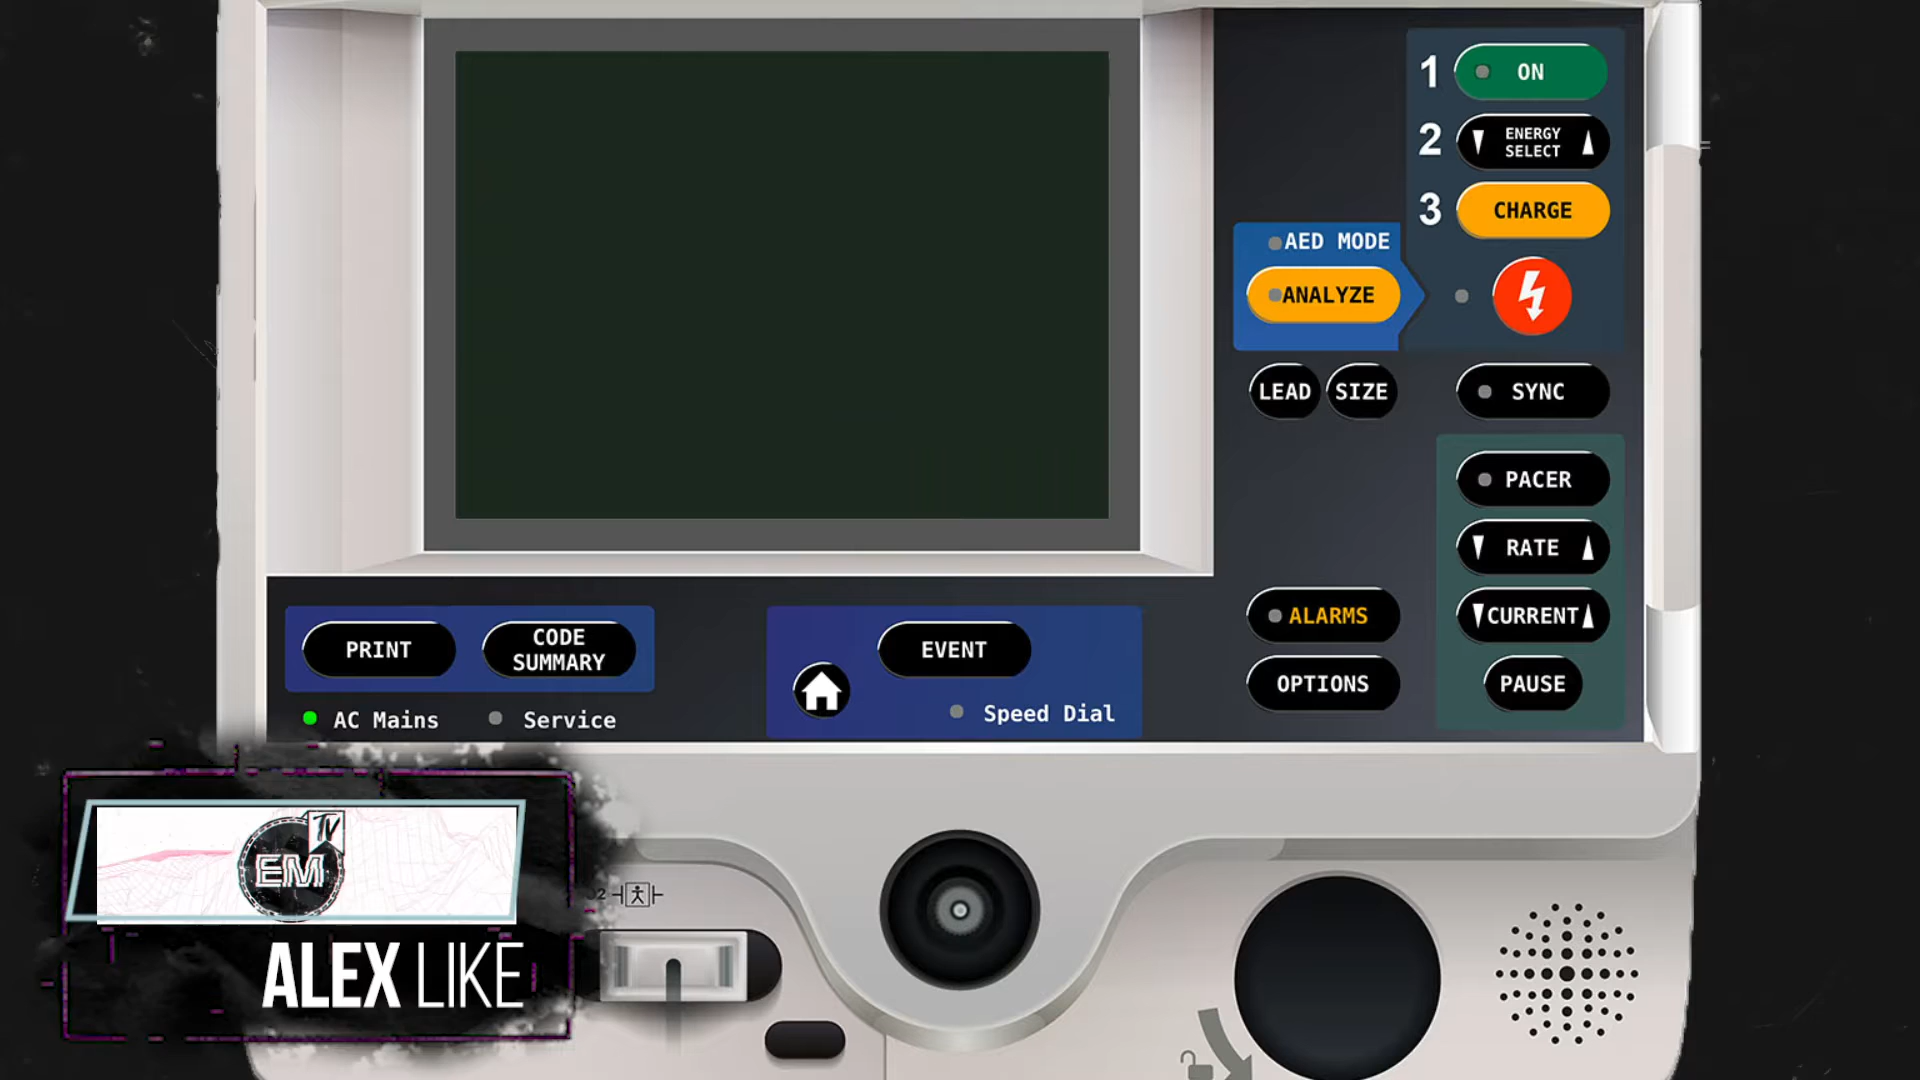 1 ON
2 ENERGY
SELECT
3 CHARGE
AED MODE
ANALYZE
LEAD SIZE SYNC
PACER
RATE
ALARMS CURRENT
OPTIONS PAUSE
PRINT CODE
SUMMARY
EVENT
AC Mains Service Speed Dial
TV
EM
2
ALEX LIKE